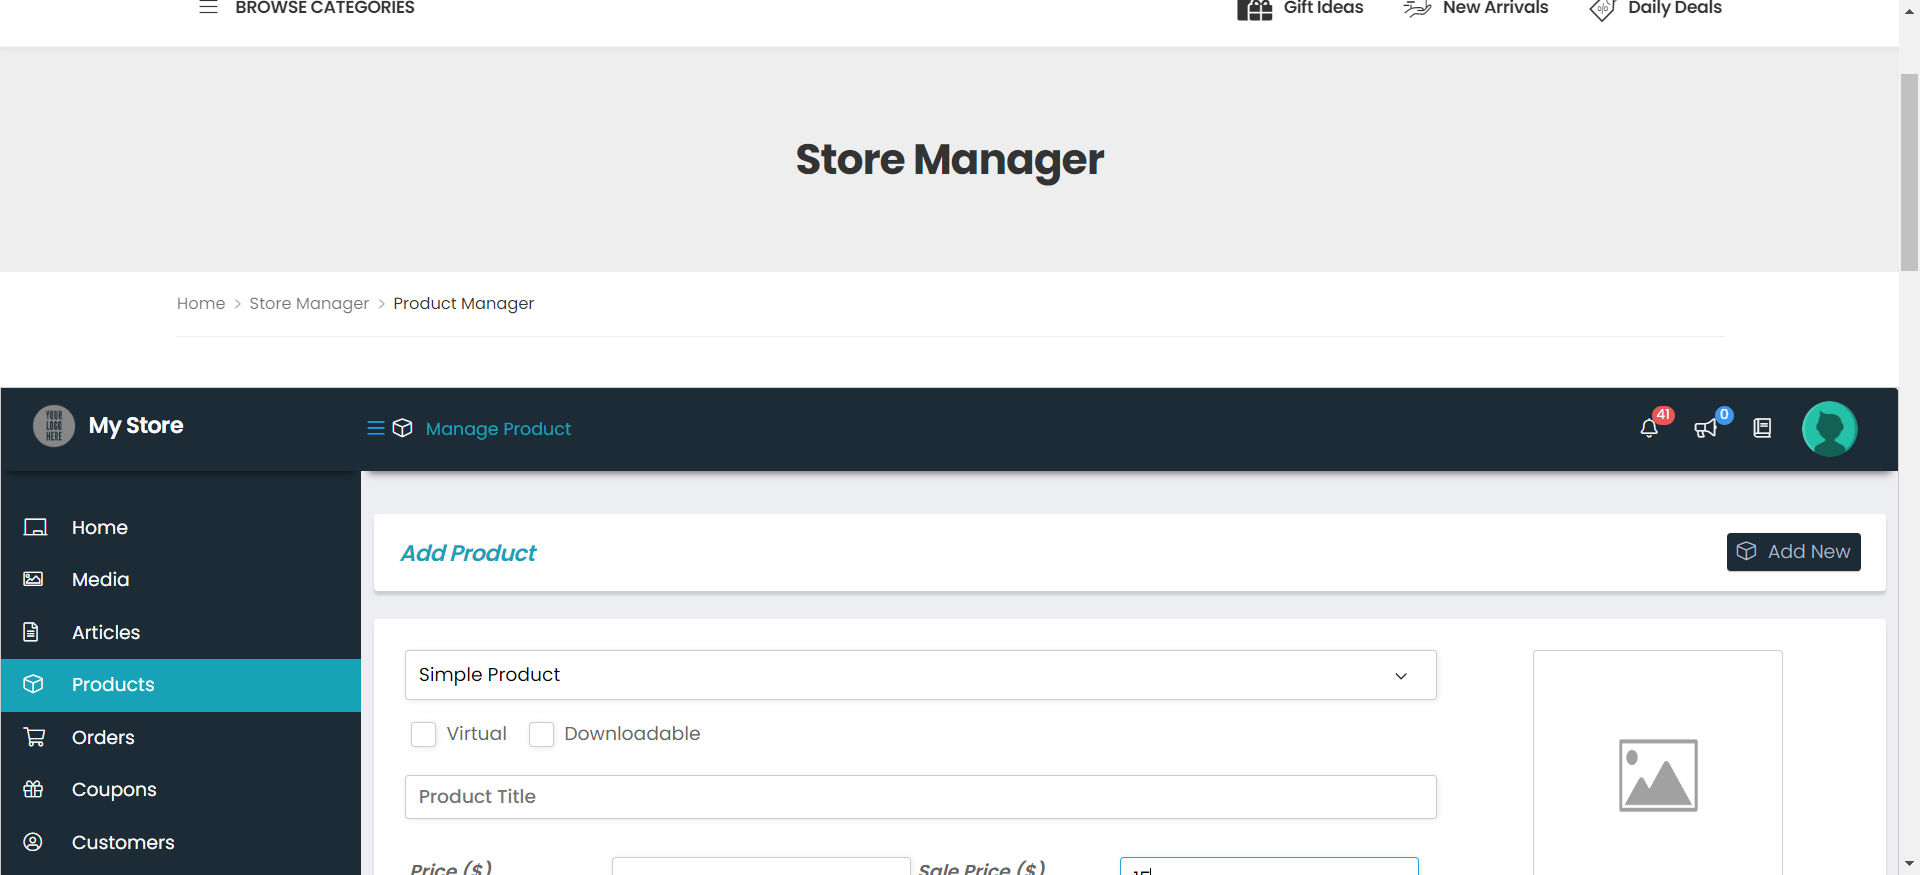 BROWSE CATEGORIES
Gift Ideas
New Arrivals
Daily Deals
Store Manager
Home > Store Manager > Product Manager
YOUR
LOGO
HERE
My Store
Manage Product
41
0
Home
Media
Articles
Products
Orders
Coupons
Customers
Add Product
Add New
Simple Product
Virtual
Downloadable
Product Title
Price ($)
Sale Price ($)